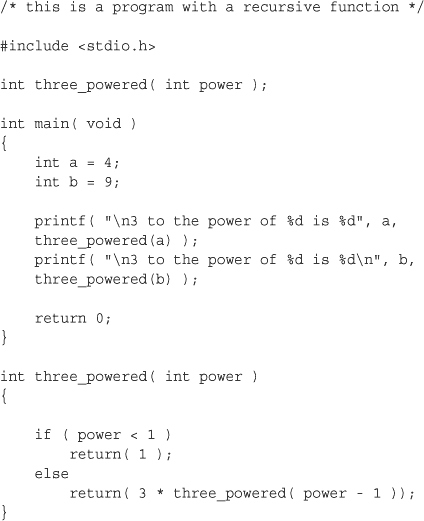 /* this is a program with a recursive function */
#include <stdio.h>
int three_powered( int power );
int main( void )
{
    int a = 4;
    int b = 9;
    printf( "\n3 to the power of %d is %d", a,
    three_powered(a) );
    printf( "\n3 to the power of %d is %d\n", b,
    three_powered(b) );
    return 0;
}
int three_powered( int power )
{
    if ( power < 1 )
        return( 1 );
    else
        return( 3 * three_powered( power - 1 ));
}